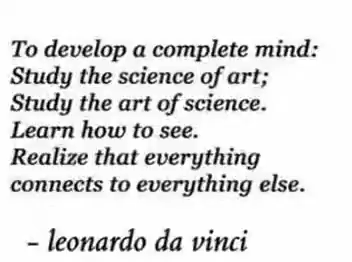 To develop a complete mind:
Study the science of art;
Study the art of science.
Learn how to see.
Realize that everything
connects to everything else.
– leonardo da vinci